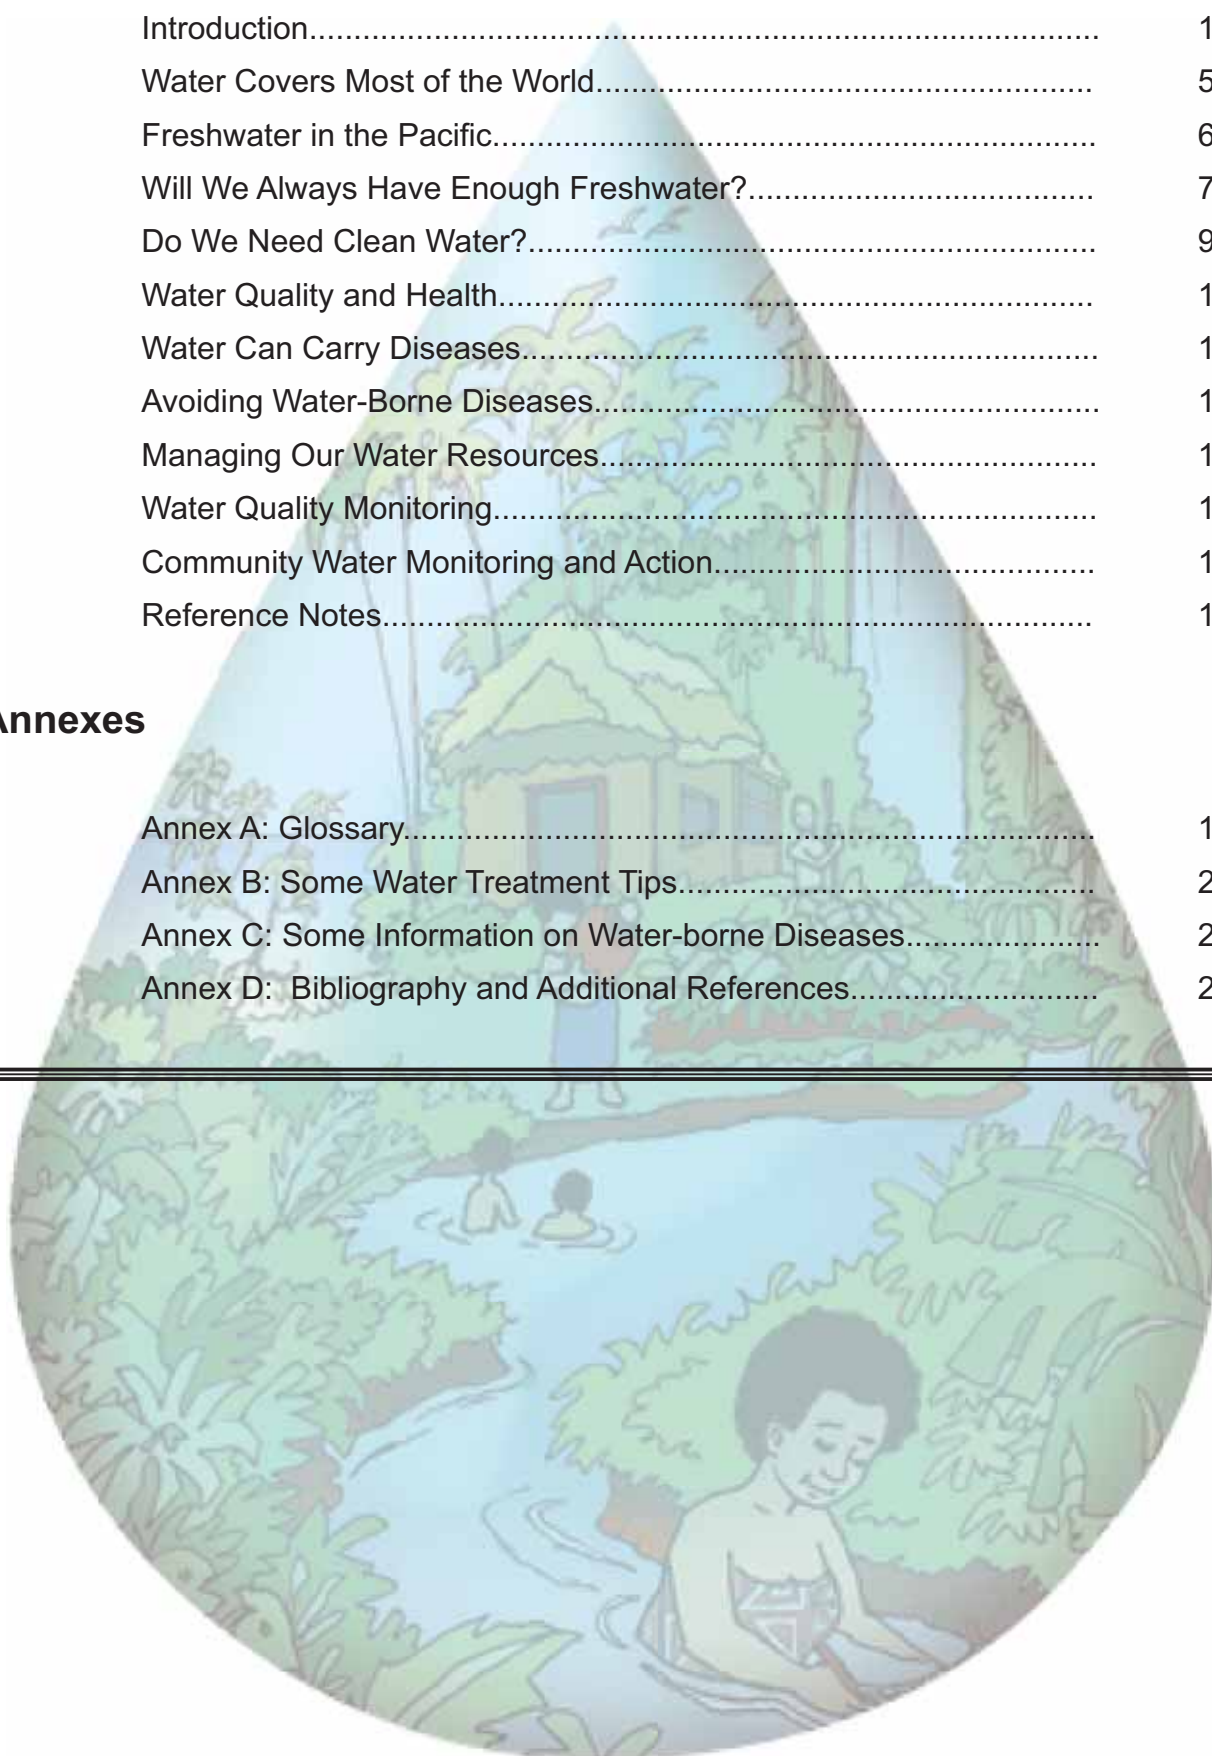 Introduction......................................................................................... 1
Water Covers Most of the World........................................................ 5
Freshwater in the Pacific.................................................................... 6
Will We Always Have Enough Freshwater?....................................... 7
Do We Need Clean Water?................................................................ 9
Water Quality and Health................................................................... 1
Water Can Carry Diseases................................................................. 1
Avoiding Water-Borne Diseases......................................................... 1
Managing Our Water Resources........................................................ 1
Water Quality Monitoring.................................................................... 1
Community Water Monitoring and Action........................................... 1
Reference Notes................................................................................ 1
Annexes
Annex A: Glossary.............................................................................. 1
Annex B: Some Water Treatment Tips............................................... 2
Annex C: Some Information on Water-borne Diseases...................... 2
Annex D:  Bibliography and Additional References............................ 2